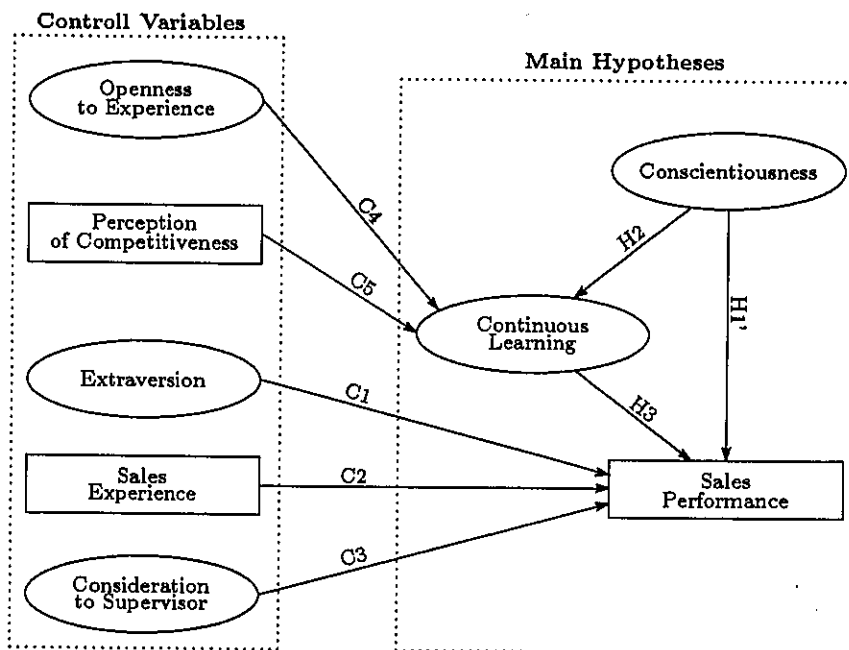 Controll Variables
Main Hypotheses
Openness
to Experience
Conscientiousness
C4
Perception
of Competitiveness
H2
C5
H1'
Continuous
Learning
Extraversion
C1
H3
Sales
Experience
C2
Sales
Performance
C3
Consideration
to Supervisor